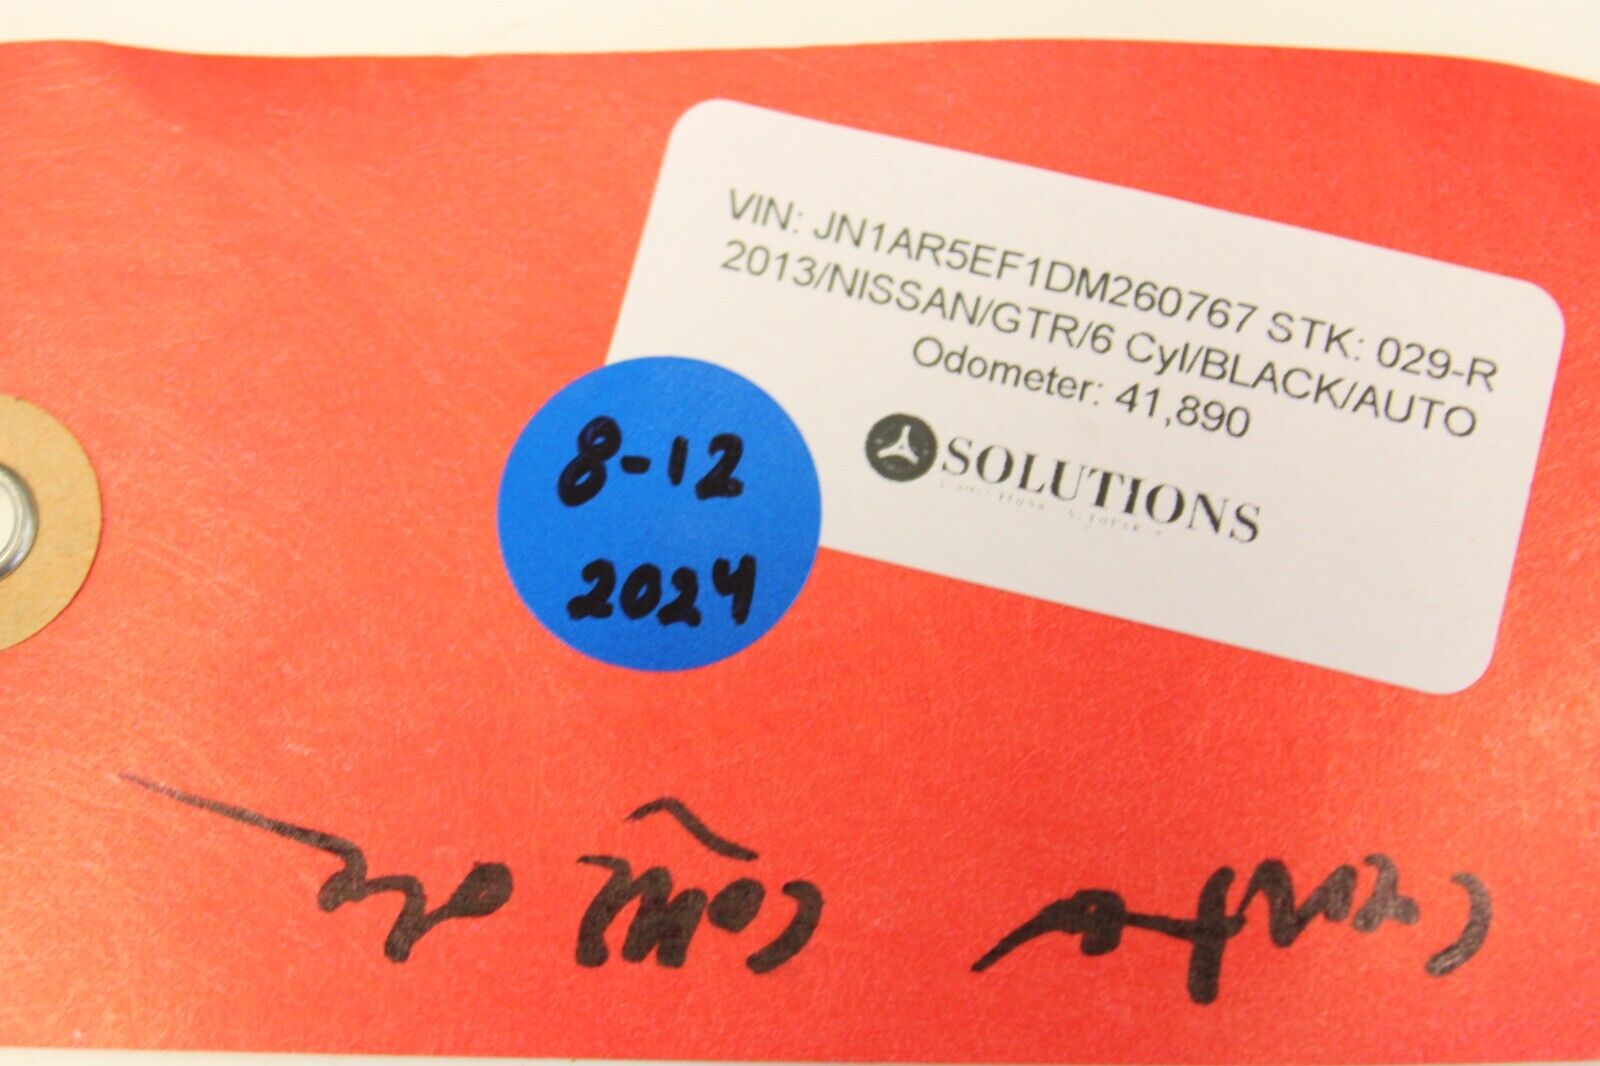 VIN: JN1AR5EF1DM260767 STK: 029-R
2013/NISSAN/GTR/6 Cyl/BLACK/AUTO
Odometer: 41,890
SOLUTIONS
8-12
2024